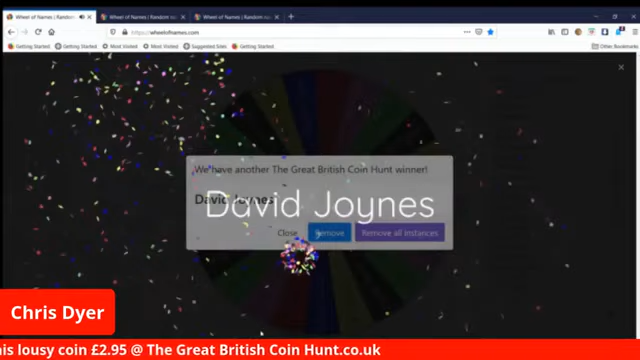 Wheel of Names | Random
Wheel of Names | Random
Wheel of Names | Random
https://wheelofnames.com
Getting Started
Getting Started
Most Visited
Most Visited
Suggested Sites
Getting Started
Other Bookmarks
We have another The Great British Coin Hunt winner!
David Joynes
David Joynes
Close
Remove
Remove all instances
Chris Dyer
his lousy coin £2.95 @ The Great British Coin Hunt.co.uk